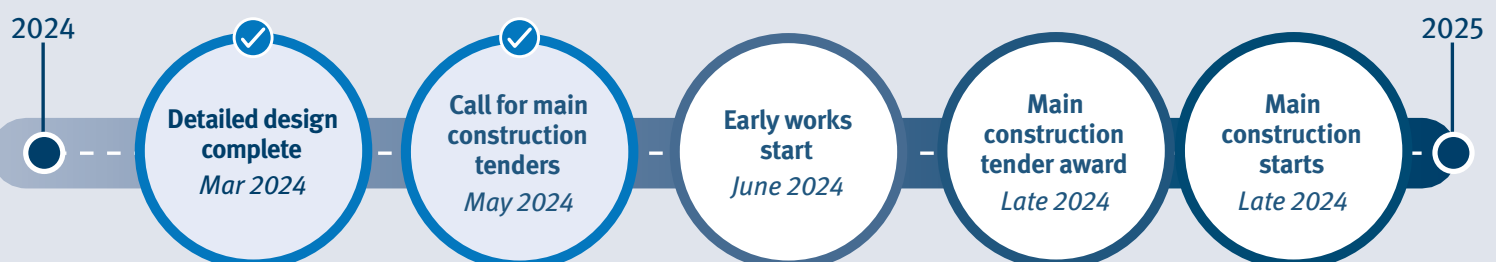 2024
2025
Detailed design
complete
Mar 2024
Call for main
construction
tenders
May 2024
Early works
start
June 2024
Main
construction
tender award
Late 2024
Main
construction
starts
Late 2024